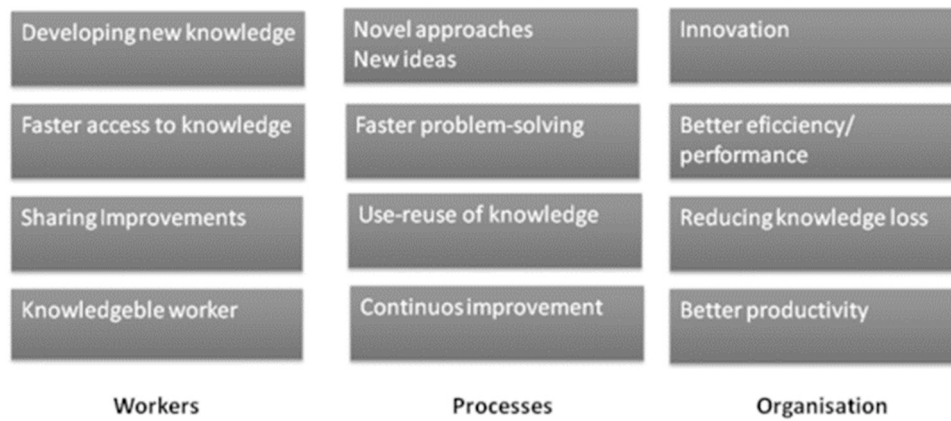 Developing new knowledge
Novel approaches
New ideas
Innovation
Faster access to knowledge
Faster problem-solving
Better eficciency/
performance
Sharing Improvements
Use-reuse of knowledge
Reducing knowledge loss
Knowledgeble worker
Continuos improvement
Better productivity
Workers
Processes
Organisation